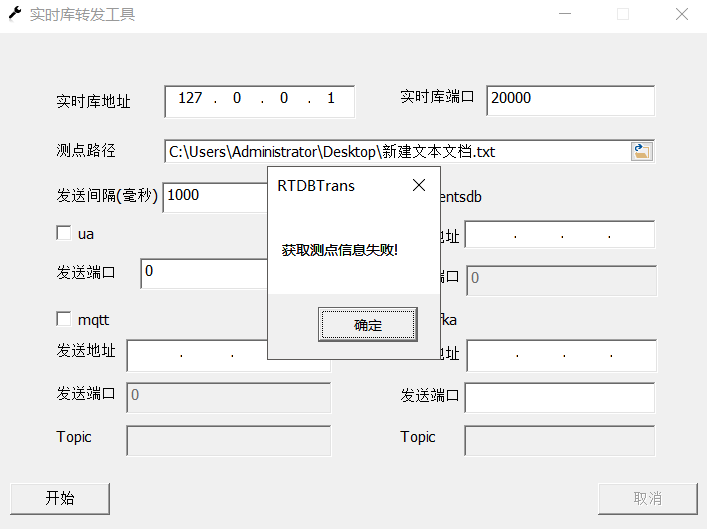 实时库转发工具
实时库地址 127 . 0 . 0 . 1 实时库端口 20000
测点路径 C:\Users\Administrator\Desktop\新建文本文档.txt
发送间隔(毫秒) 1000 entsdb
RTDBTrans
获取测点信息失败!
确定
ua 地址 . . .
发送端口 0 端口 0
mqtt fka
发送地址 . . . 地址 . . .
发送端口 0 发送端口
Topic Topic
开始 取消